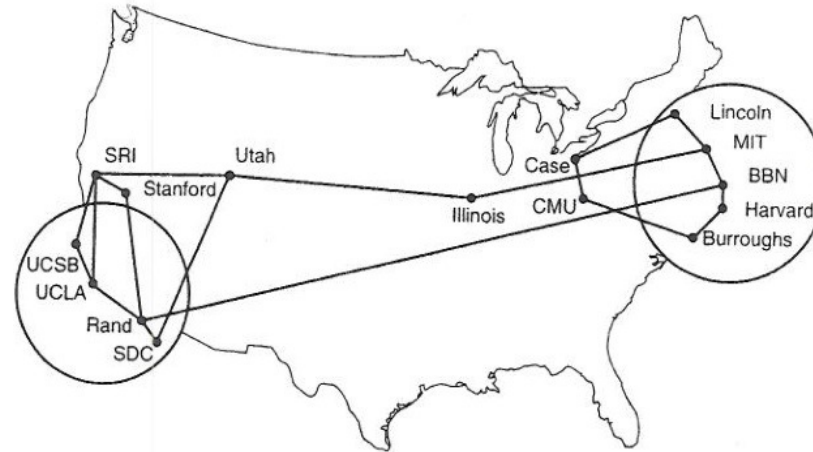 Lincoln
MIT
SRI
Utah
Case
BBN
Stanford
CMU
Harvard
Illinois
Burroughs
UCSB
UCLA
Rand
SDC